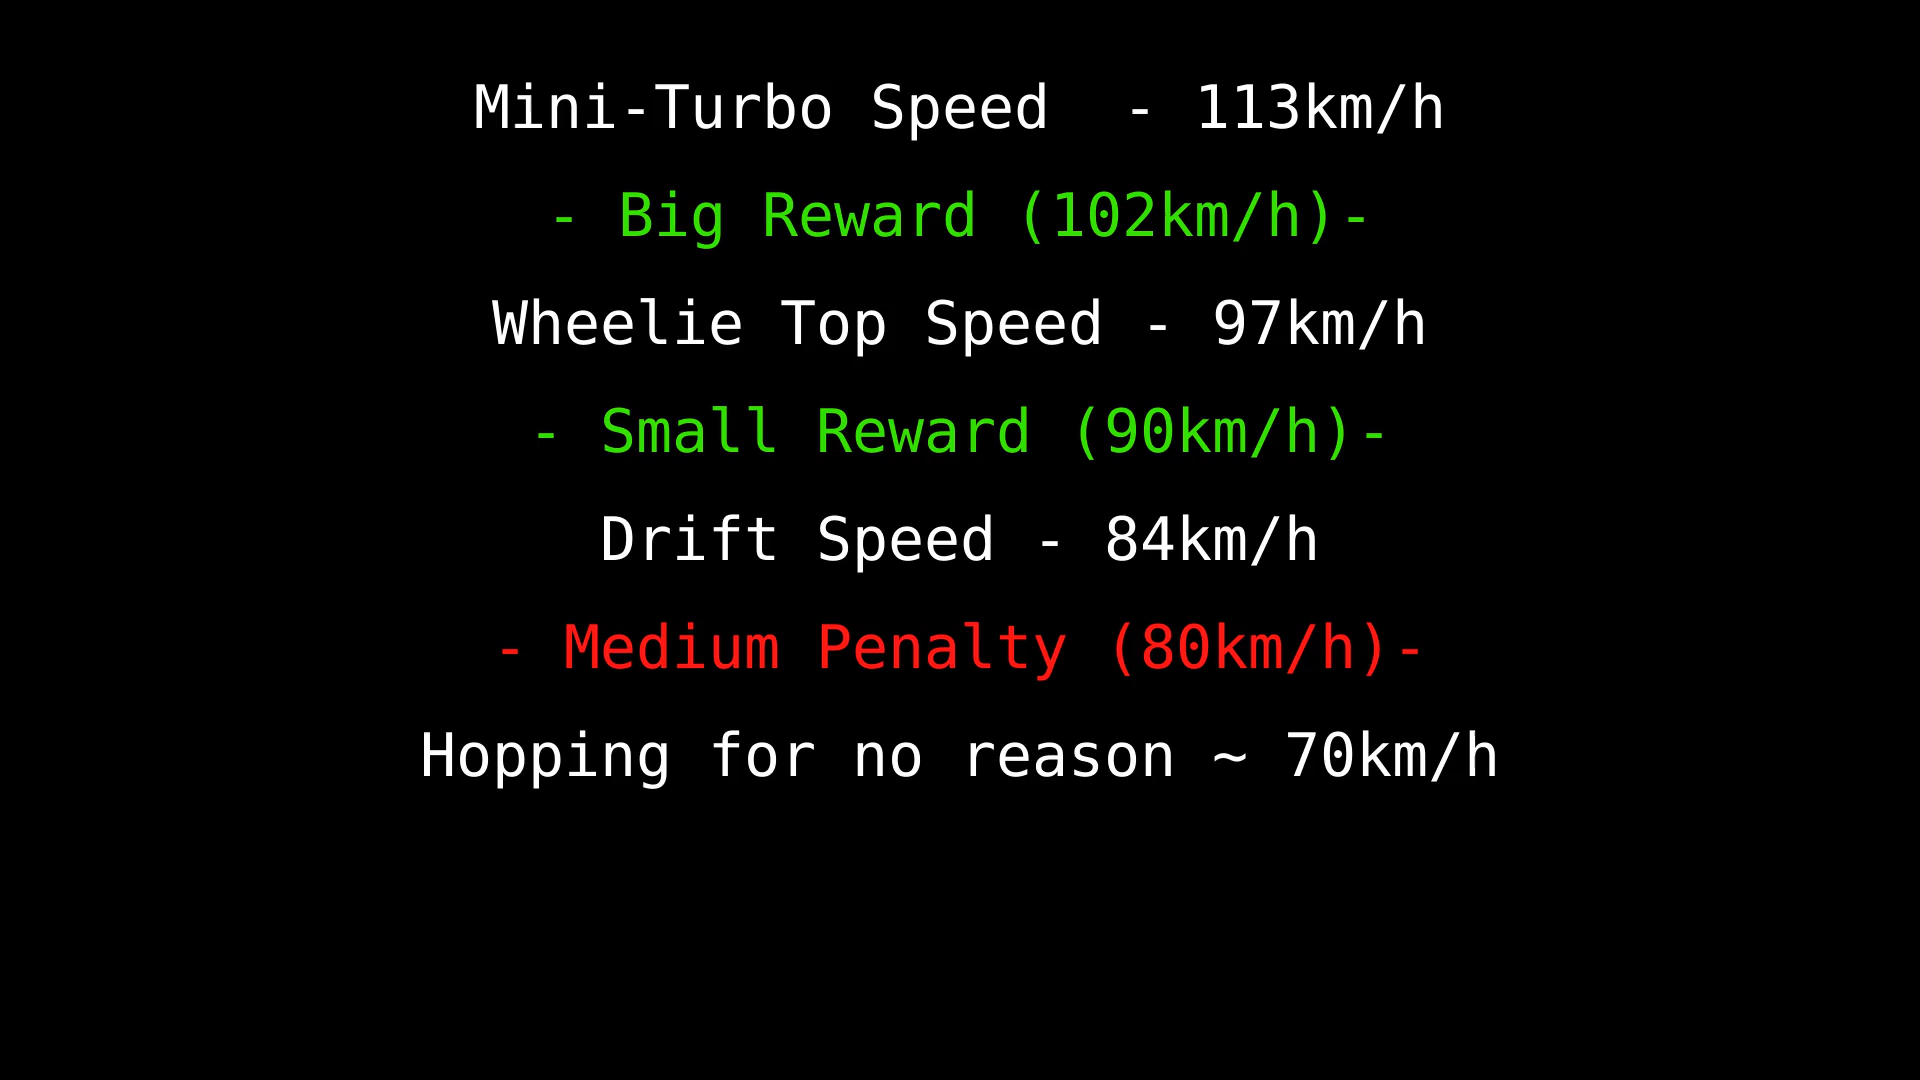 Mini-Turbo Speed  - 113km/h
- Big Reward (102km/h)-
Wheelie Top Speed - 97km/h
- Small Reward (90km/h)-
Drift Speed - 84km/h
- Medium Penalty (80km/h)-
Hopping for no reason ~ 70km/h